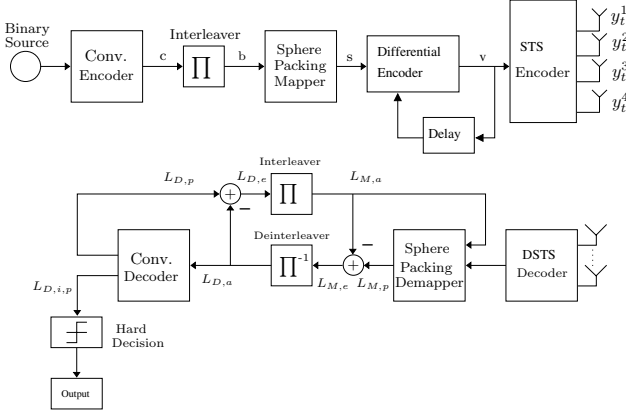 Binary
Source
Conv.
Encoder
c
Interleaver
∏
b
Sphere
Packing
Mapper
s
Differential
Encoder
v
Delay
STS
Encoder
y_t^1
y_t^2
y_t^3
y_t^4
L_{D,p}
+
−
L_{D,e}
Interleaver
∏
L_{M,a}
Conv.
Decoder
L_{D,a}
Deinterleaver
∏^{-1}
L_{M,e}
+
−
L_{M,p}
Sphere
Packing
Demapper
DSTS
Decoder
L_{D,i,p}
Hard
Decision
Output